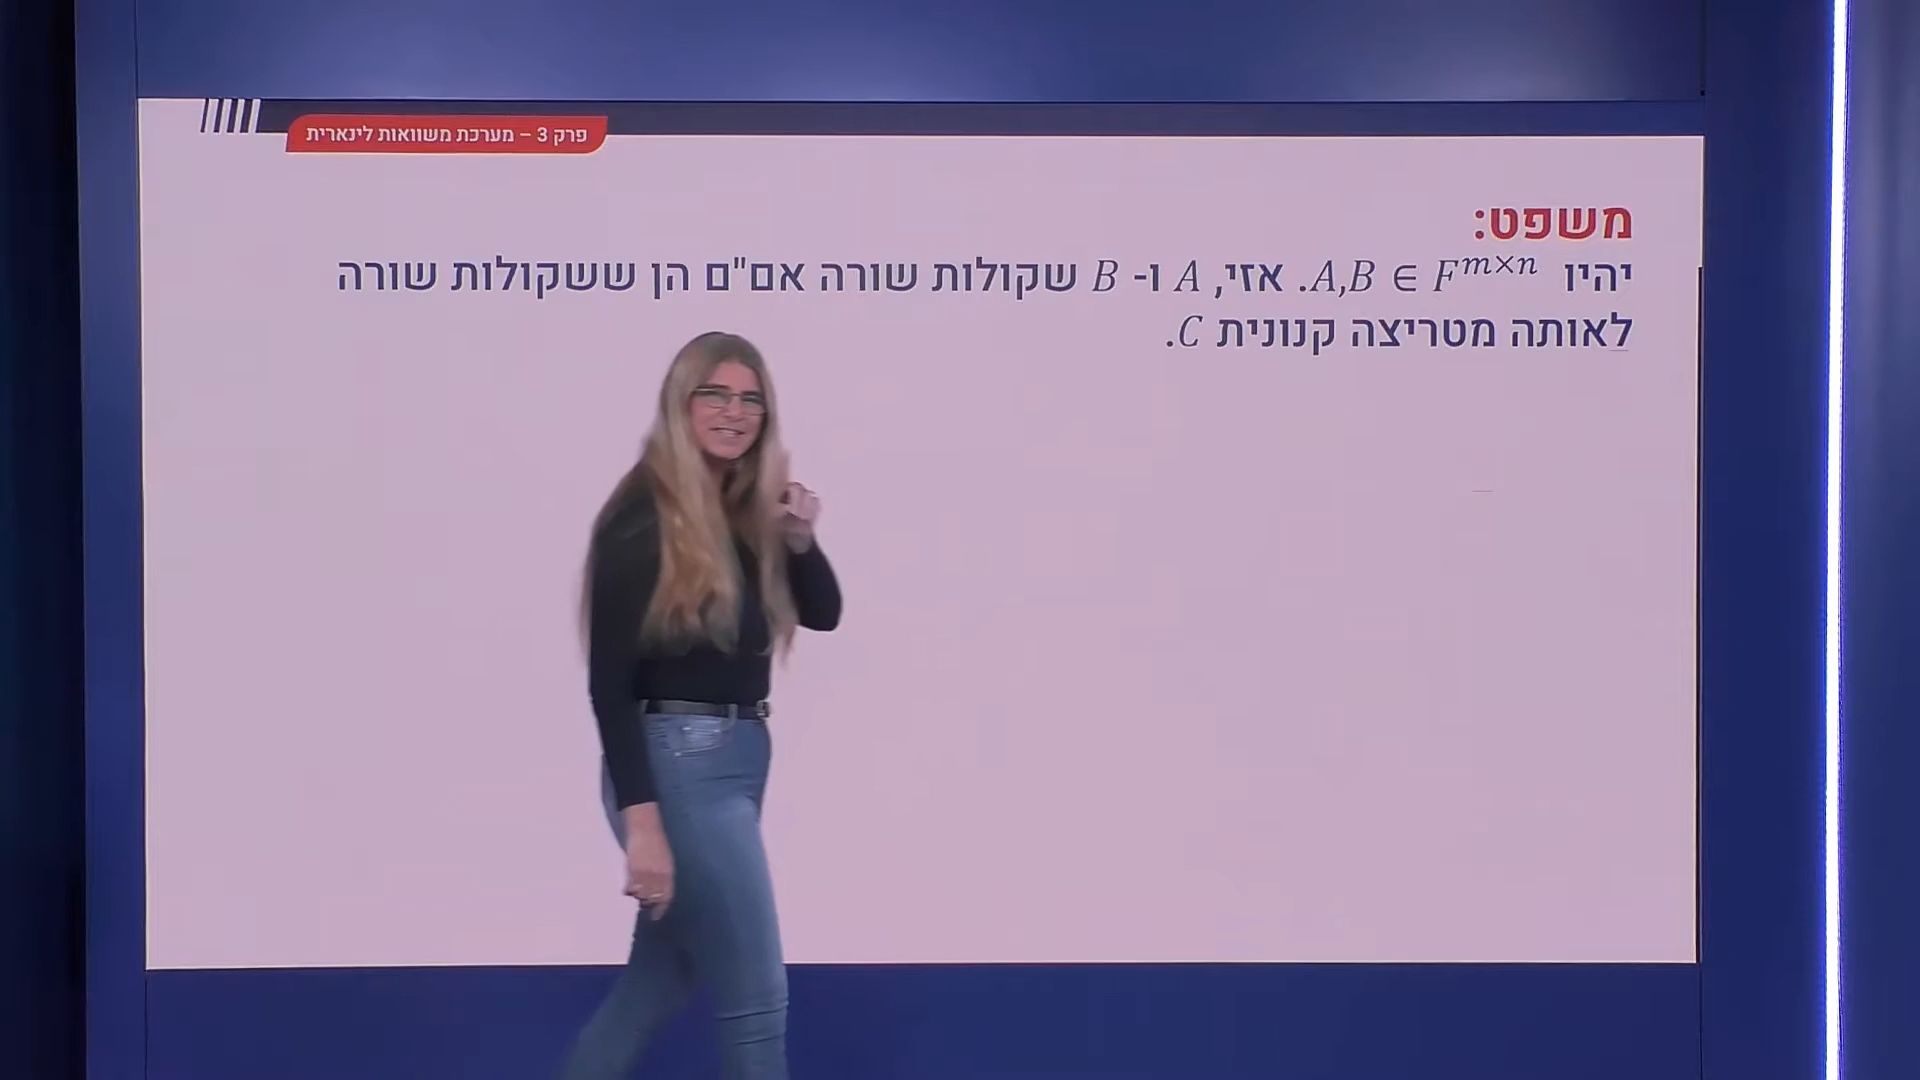 פרק 3 – מערכת משוואות לינארית
משפט:
יהיו A,B ∈ F^{m×n}. אזי, A ו- B שקולות שורה אם"ם הן ששקולות שורה
לאותה מטריצה קנונית C.